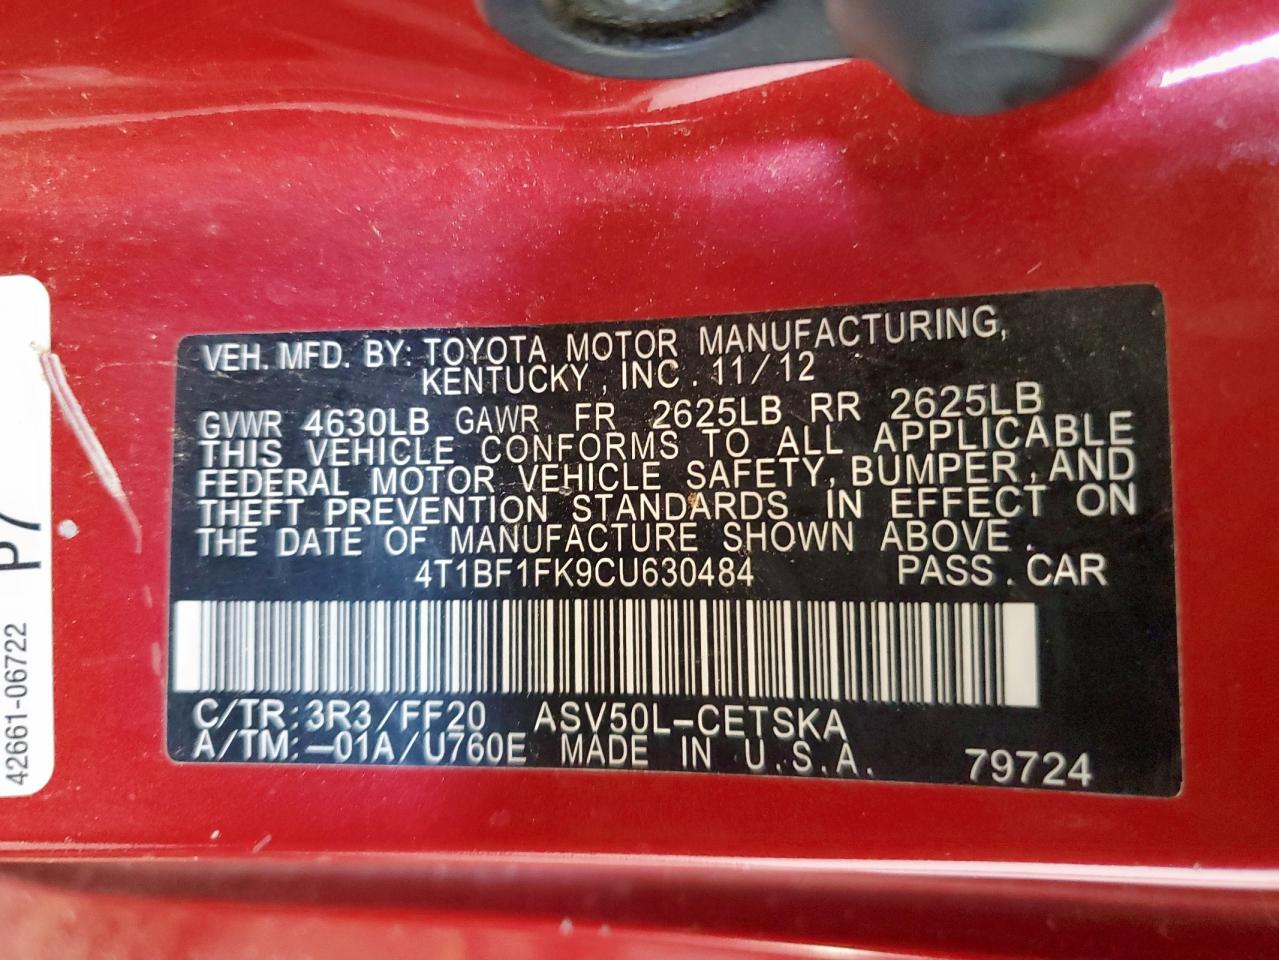 VEH. MFD. BY: TOYOTA MOTOR MANUFACTURING,
KENTUCKY, INC. 11/12
GVWR 4630LB GAWR FR 2625LB RR 2625LB
THIS VEHICLE CONFORMS TO ALL APPLICABLE
FEDERAL MOTOR VEHICLE SAFETY, BUMPER, AND
THEFT PREVENTION STANDARDS IN EFFECT ON
THE DATE OF MANUFACTURE SHOWN ABOVE.
4T1BF1FK9CU630484 PASS. CAR
C/TR: 3R3/FF20 ASV50L-CETSKA
A/TM: -01A/U760E MADE IN U.S.A. 79724
P7
42661-06722